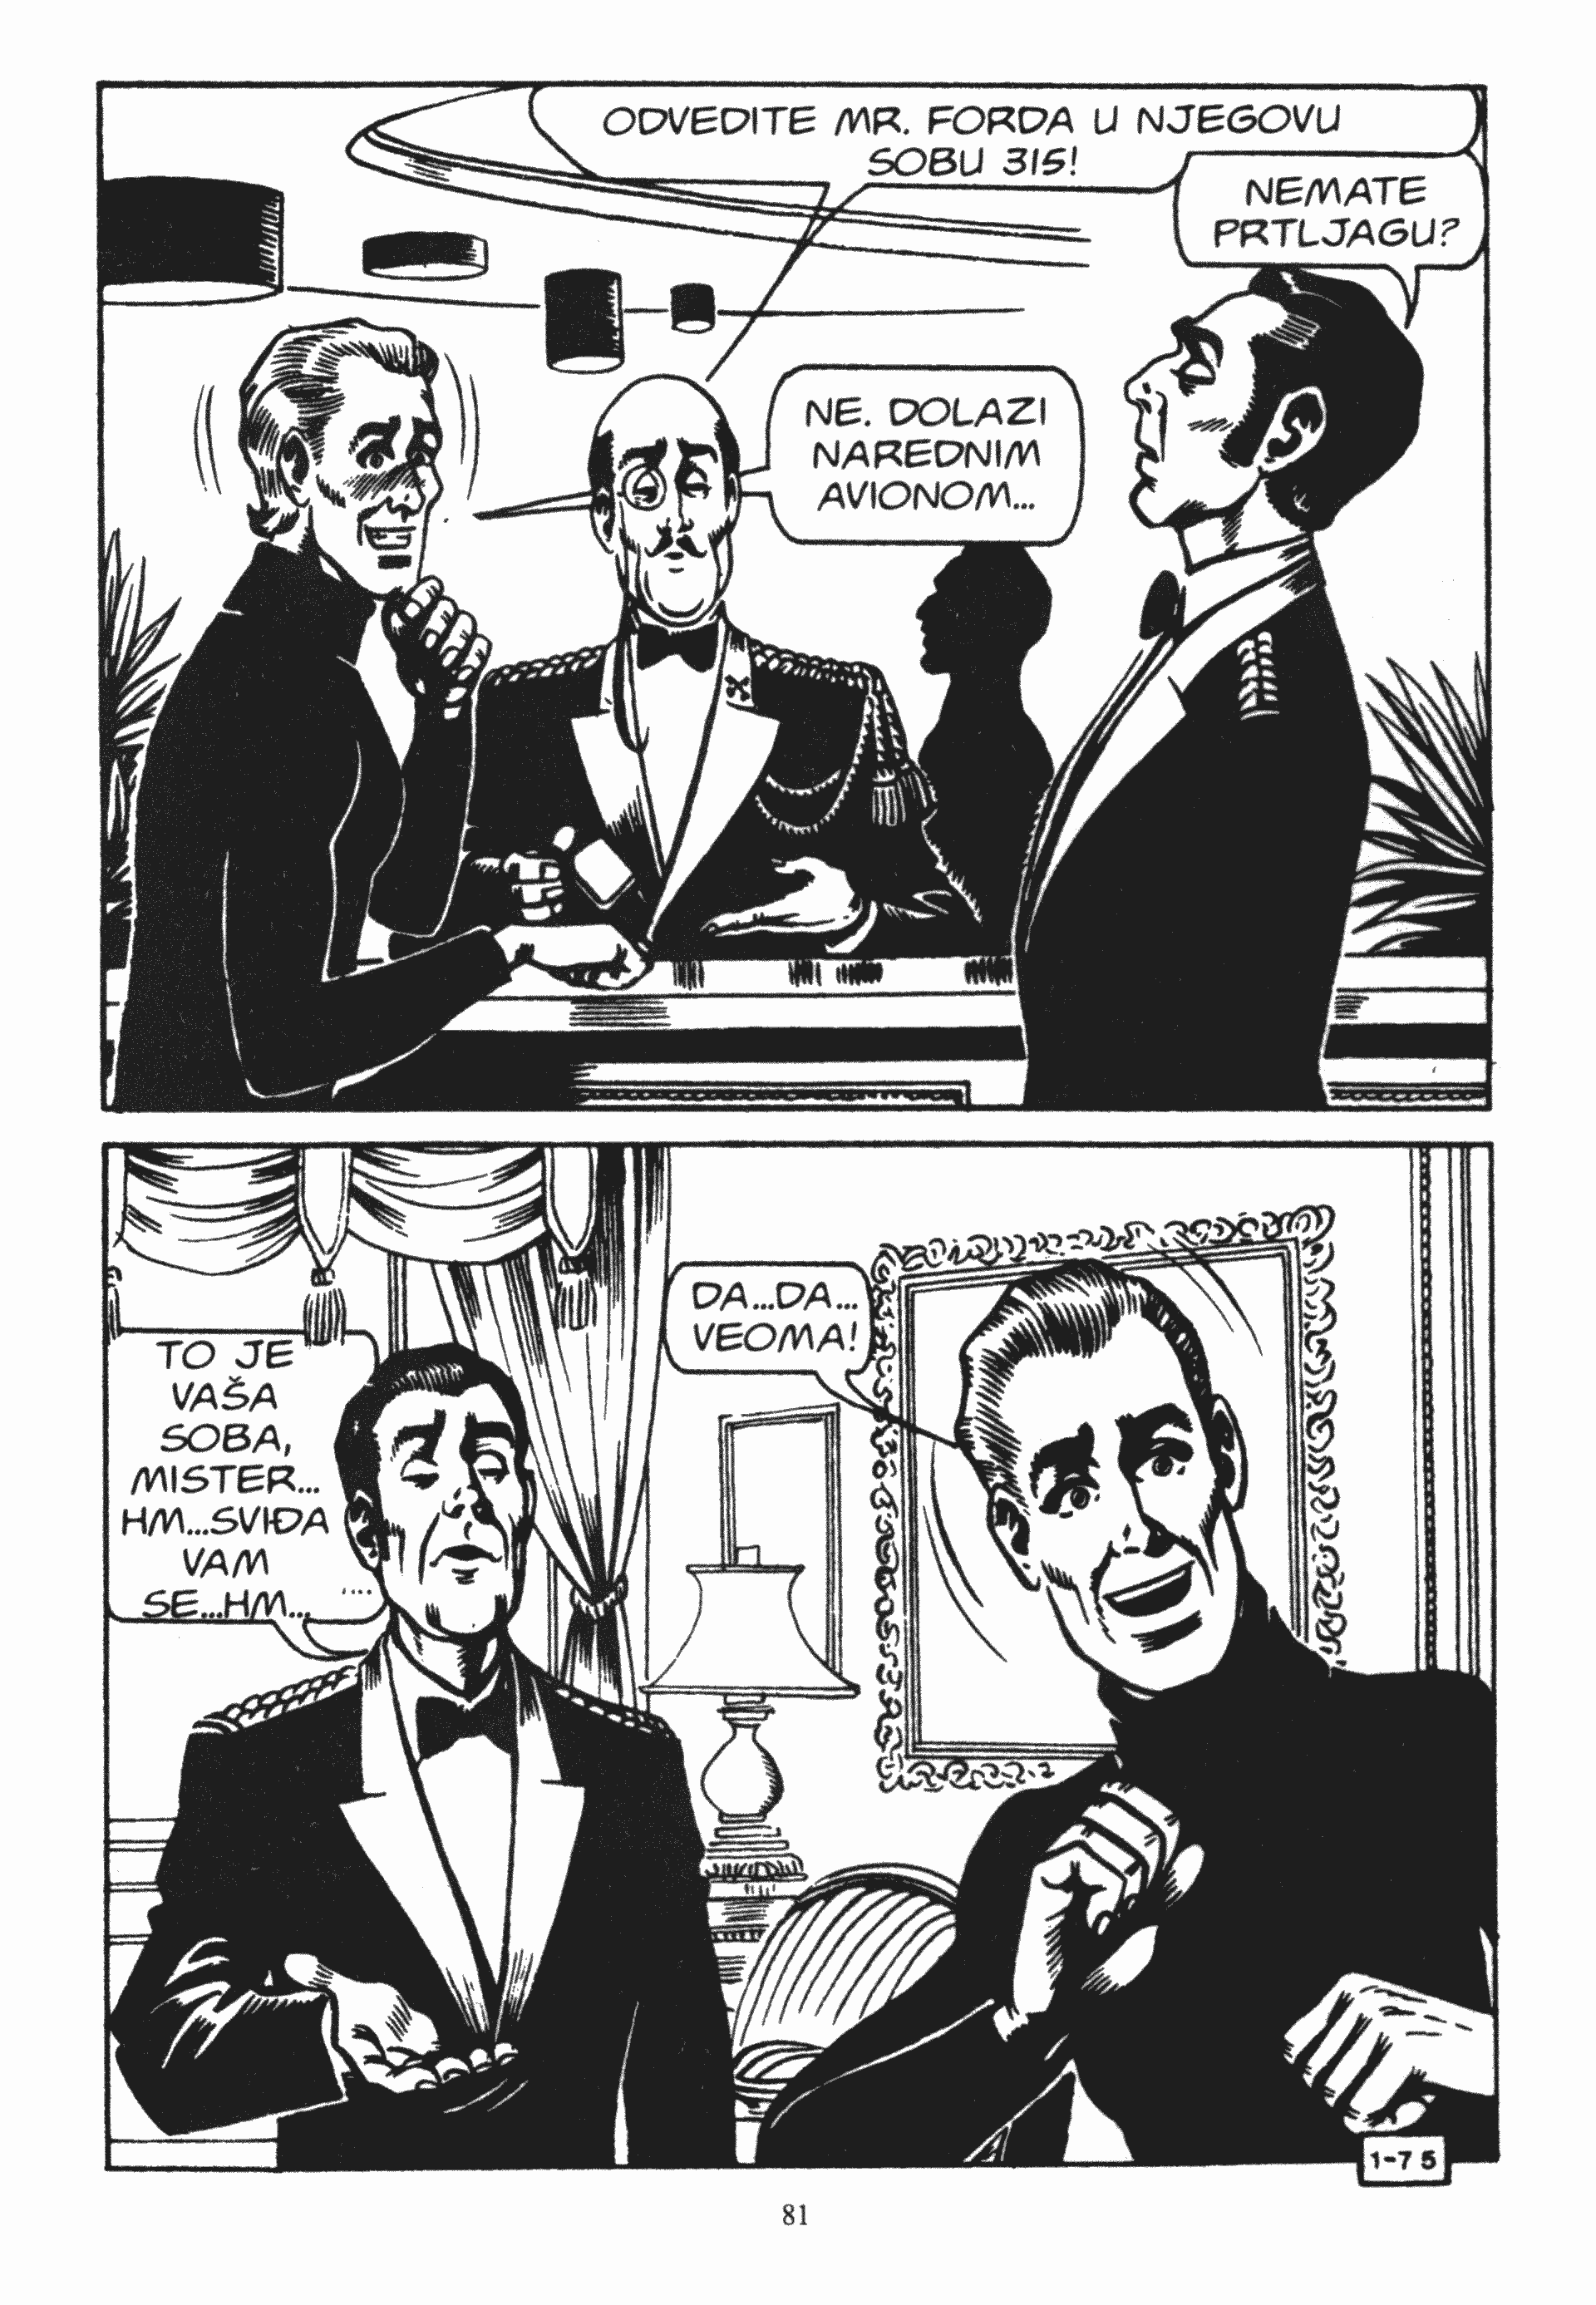 ODVEDITE MR. FORDA U NJEGOVU
SOBU 315!
NEMATE
PRTLJAGU?
NE. DOLAZI
NAREDNIM
AVIONOM...
TO JE
VAŠA
SOBA,
MISTER...
HM...SVIĐA
VAM
SE...HM...
DA...DA...
VEOMA!
1-75
81